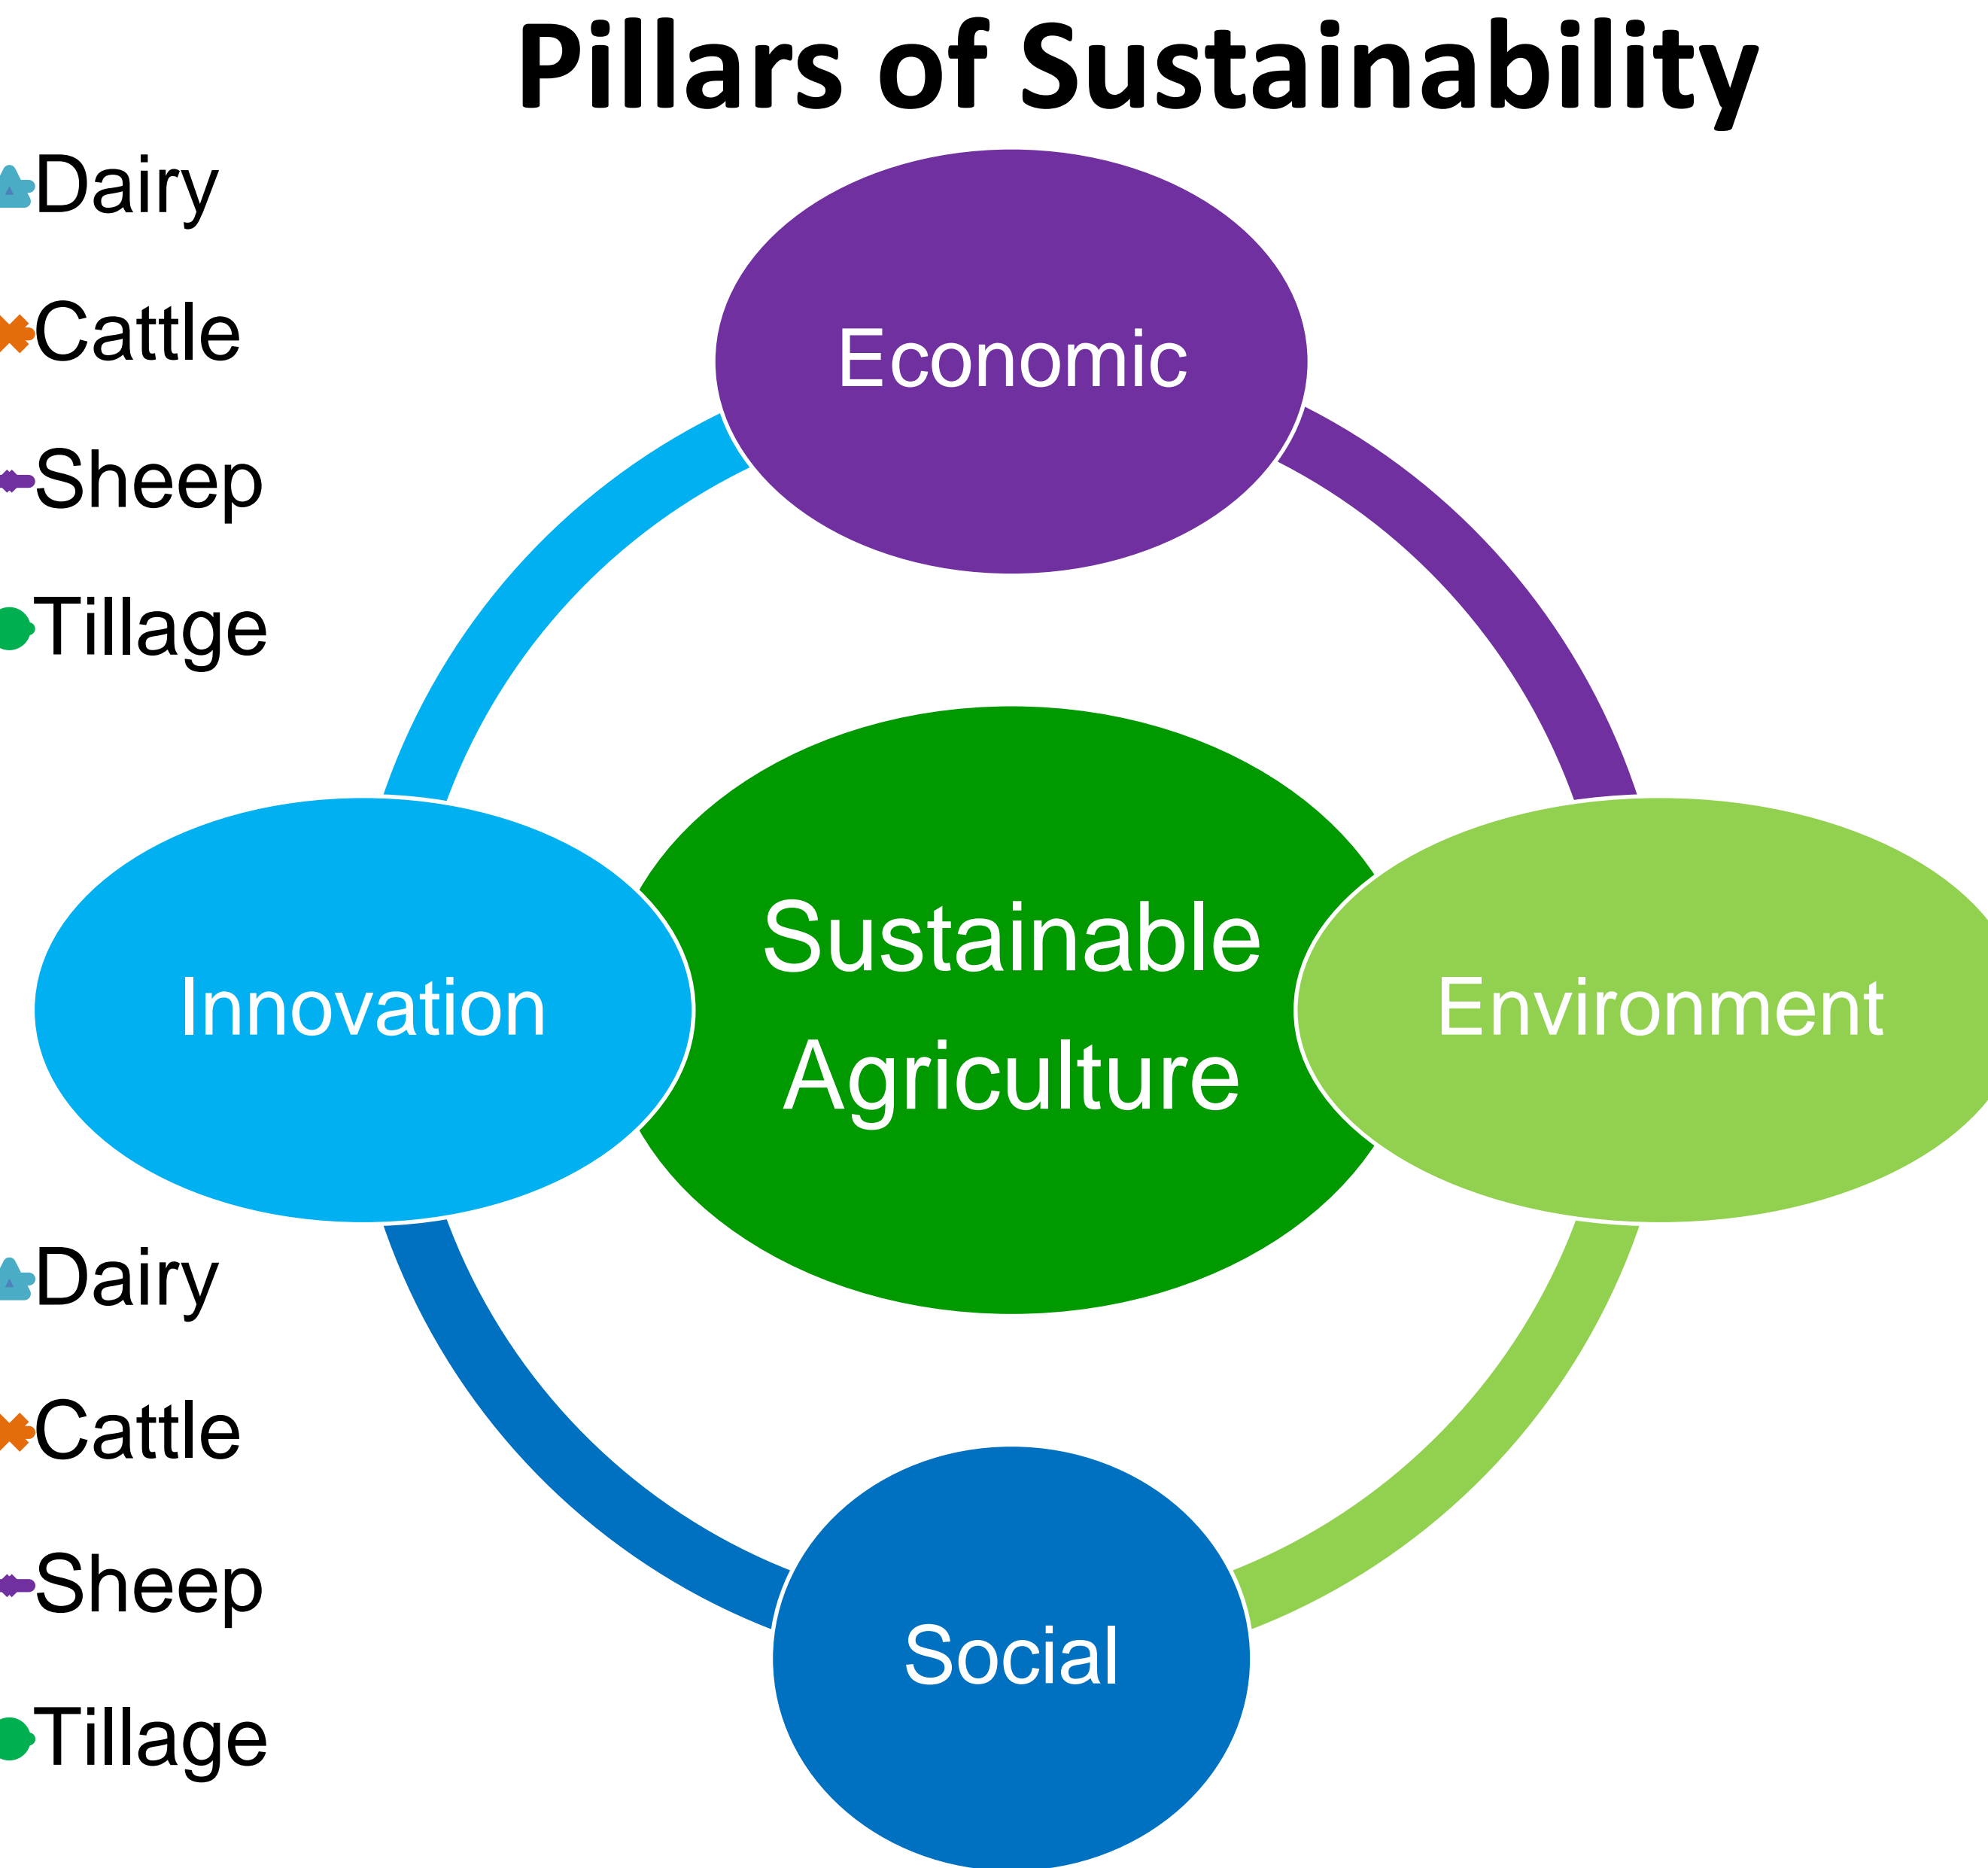 Pillars of Sustainability
Dairy
Cattle
Sheep
Tillage
Economic
Innovation
Sustainable
Agriculture
Environment
Dairy
Cattle
Sheep
Tillage
Social